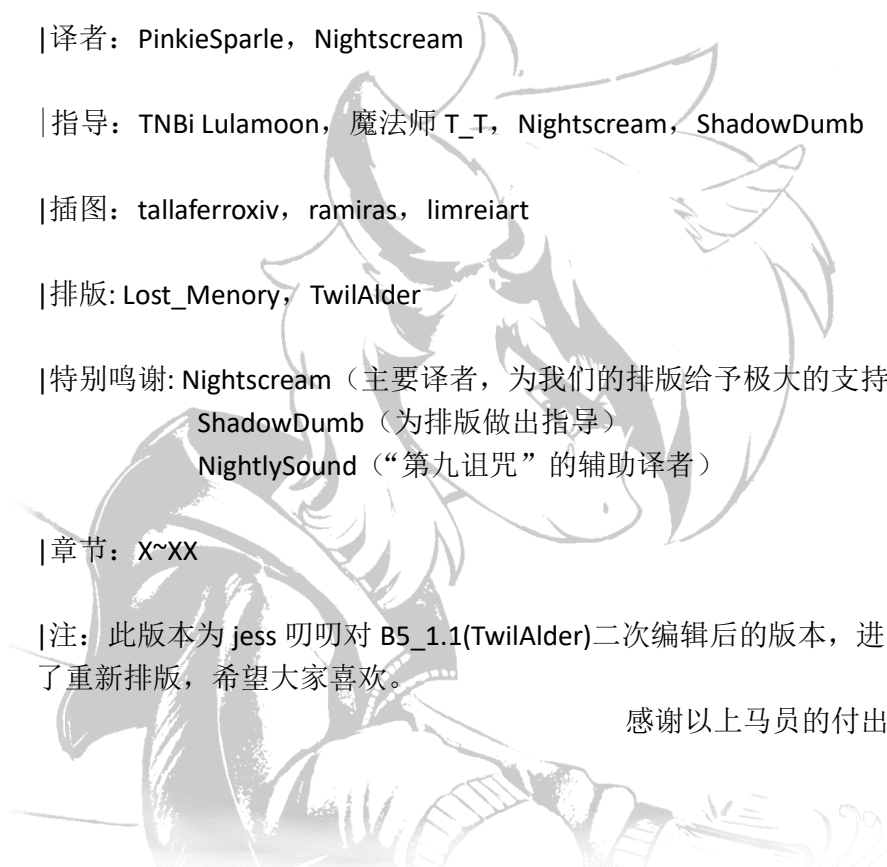 |译者：PinkieSparle，Nightscream
|指导：TNBi Lulamoon，魔法师 T_T，Nightscream，ShadowDumb
|插图：tallaferroxiv，ramiras，limreiart
|排版: Lost_Menory，TwilAlder
|特别鸣谢: Nightscream（主要译者，为我们的排版给予极大的支持
ShadowDumb（为排版做出指导）
NightlySound（“第九诅咒”的辅助译者）
|章节：X~XX
|注：此版本为 jess 叨叨对 B5_1.1(TwilAlder)二次编辑后的版本，进
了重新排版，希望大家喜欢。
感谢以上马员的付出